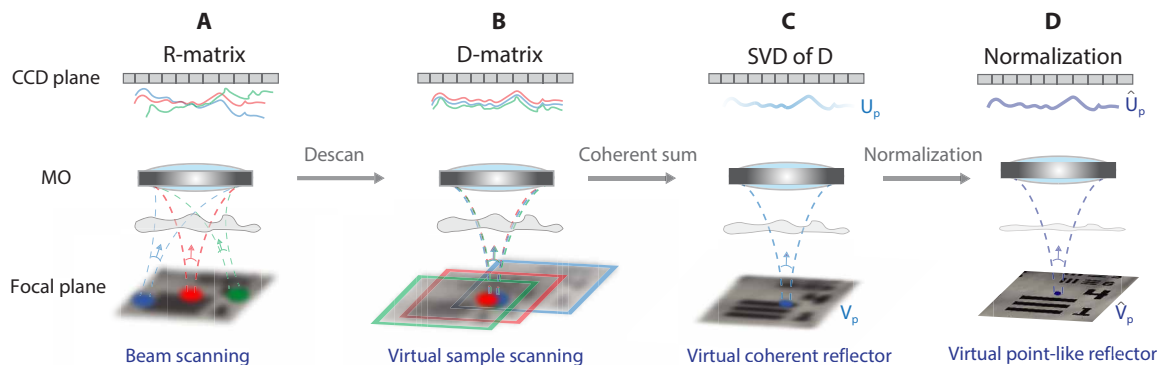 A B C D
R-matrix D-matrix SVD of D Normalization
CCD plane
U_p Û_p
Descan Coherent sum Normalization
MO
Focal plane
V_p V̂_p
Beam scanning Virtual sample scanning Virtual coherent reflector Virtual point-like reflector